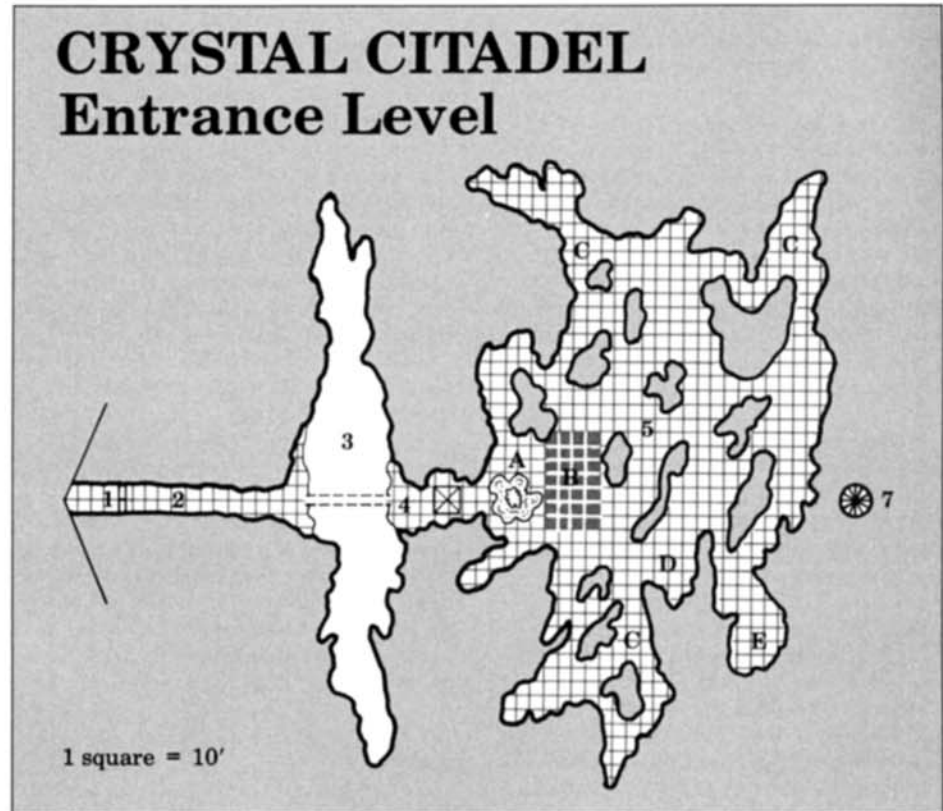 CRYSTAL CITADEL
Entrance Level
C
C
3
5
A
B
1
2
4
7
D
C
E
1 square = 10'